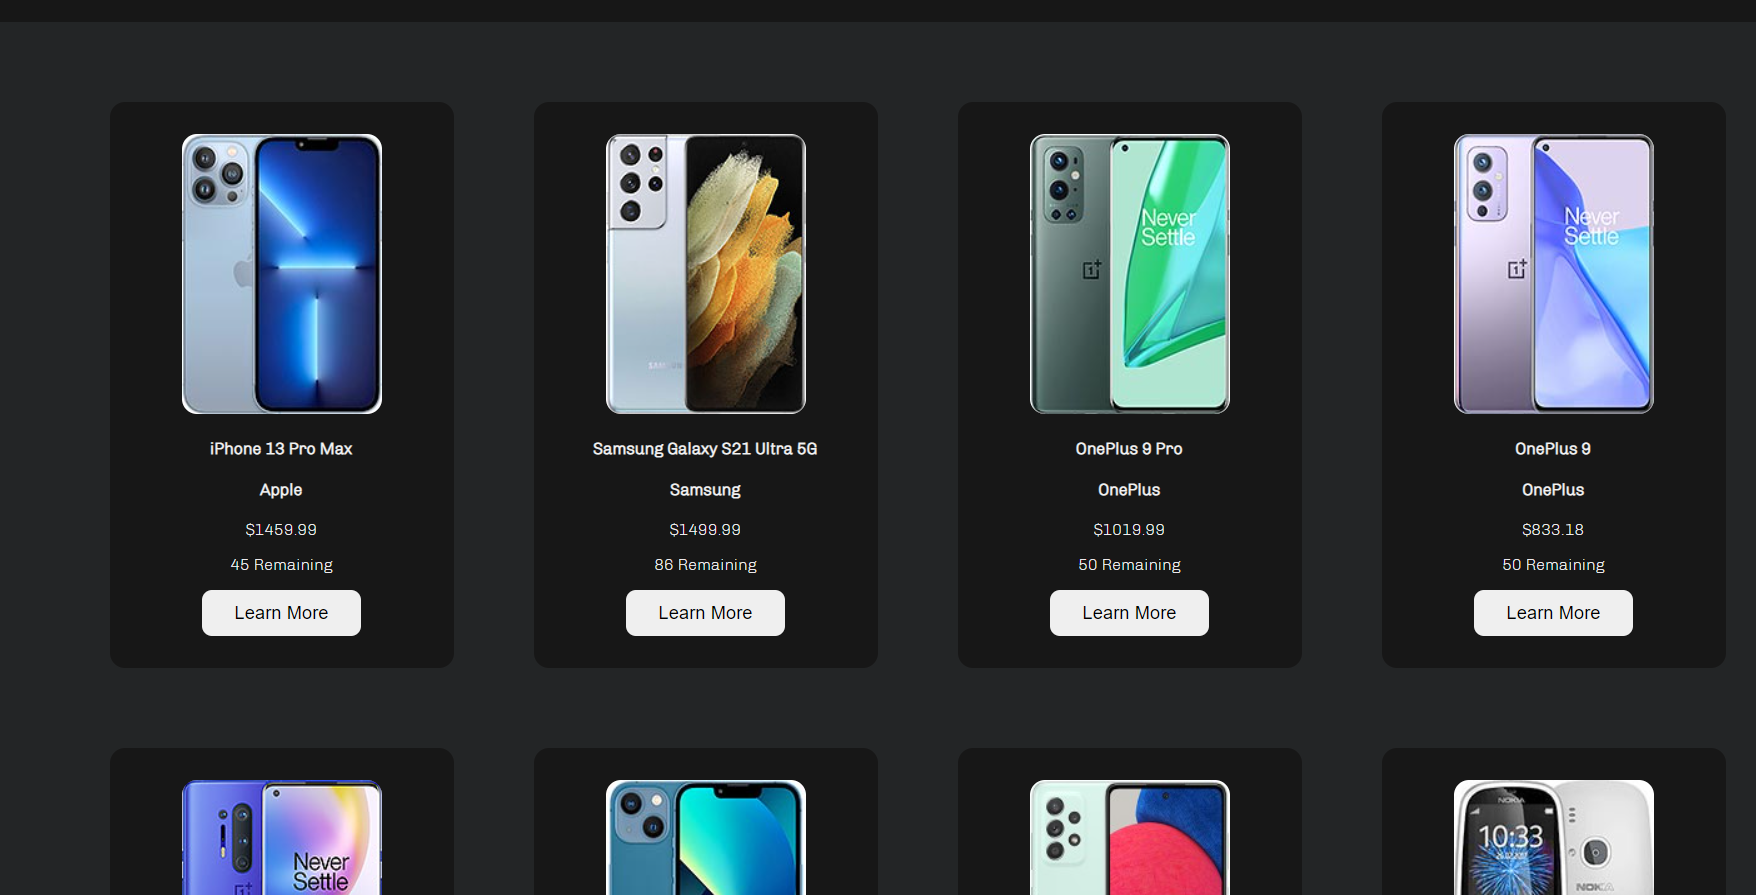 Never
Settle
Never
Settle
SAMSUNG
iPhone 13 Pro Max
Samsung Galaxy S21 Ultra 5G
OnePlus 9 Pro
OnePlus 9
Apple
Samsung
OnePlus
OnePlus
$1459.99
$1499.99
$1019.99
$833.18
45 Remaining
86 Remaining
50 Remaining
50 Remaining
Learn More
Learn More
Learn More
Learn More
NOKIA
10:33
Never
Settle
NOKIA